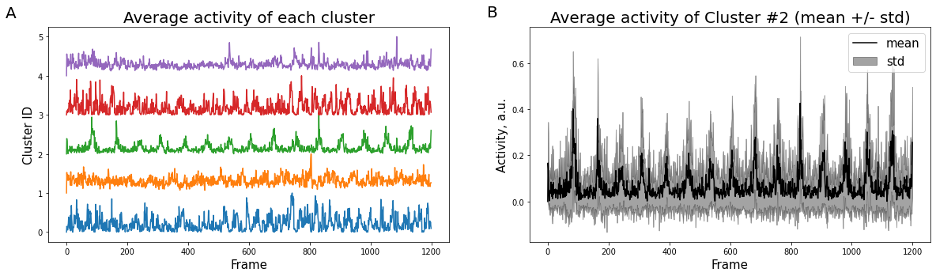 A
Average activity of each cluster
Cluster ID
5
4
3
2
1
0
0
200
400
600
800
1000
1200
Frame
B
Average activity of Cluster #2 (mean +/- std)
Activity, a.u.
0.6
0.4
0.2
0.0
mean
std
0
200
400
600
800
1000
1200
Frame